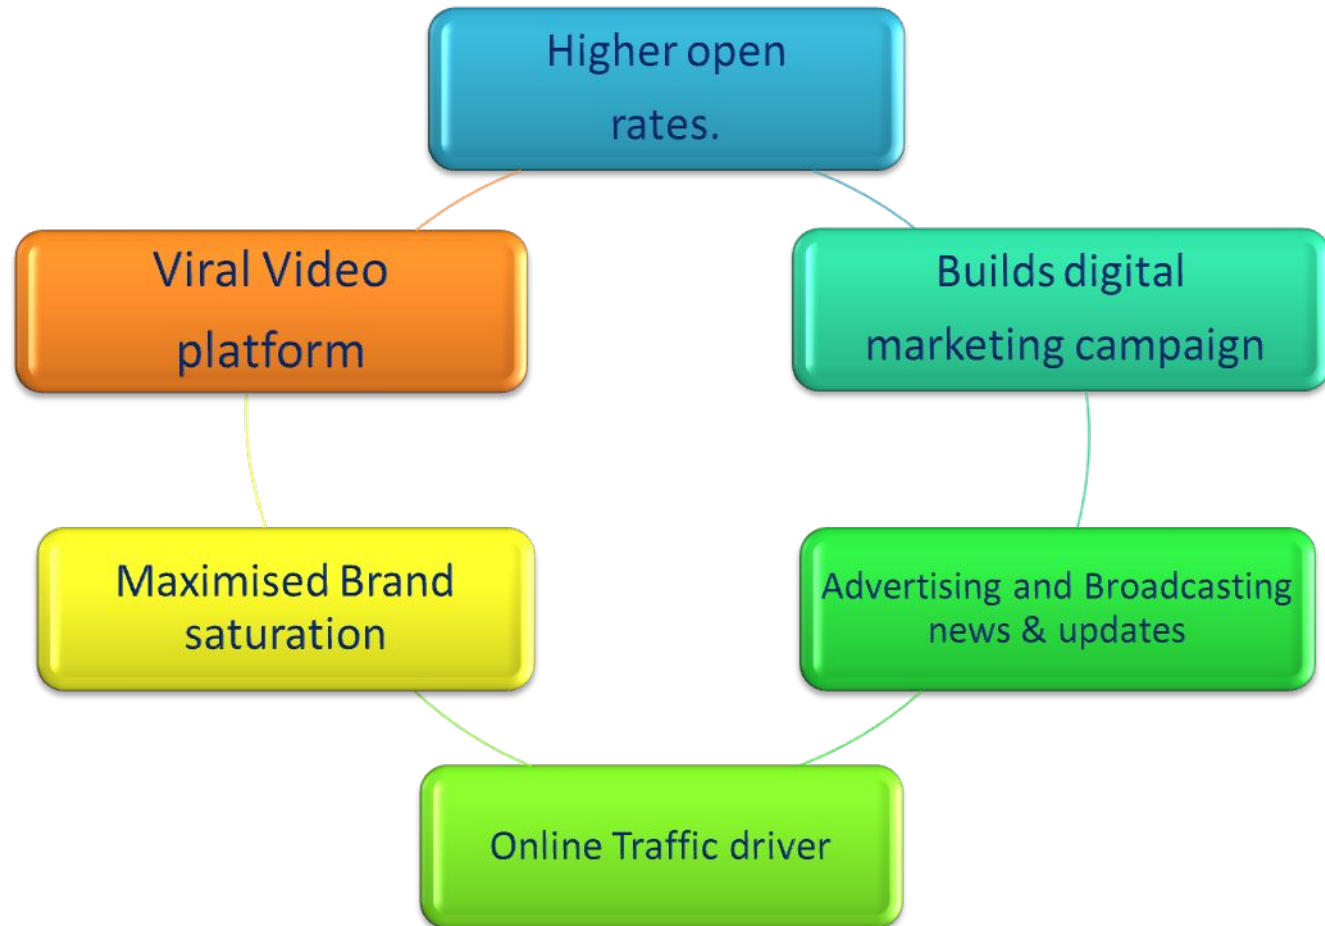 Higher open
rates.
Viral Video
platform
Builds digital
marketing campaign
Maximised Brand
saturation
Advertising and Broadcasting
news & updates
Online Traffic driver